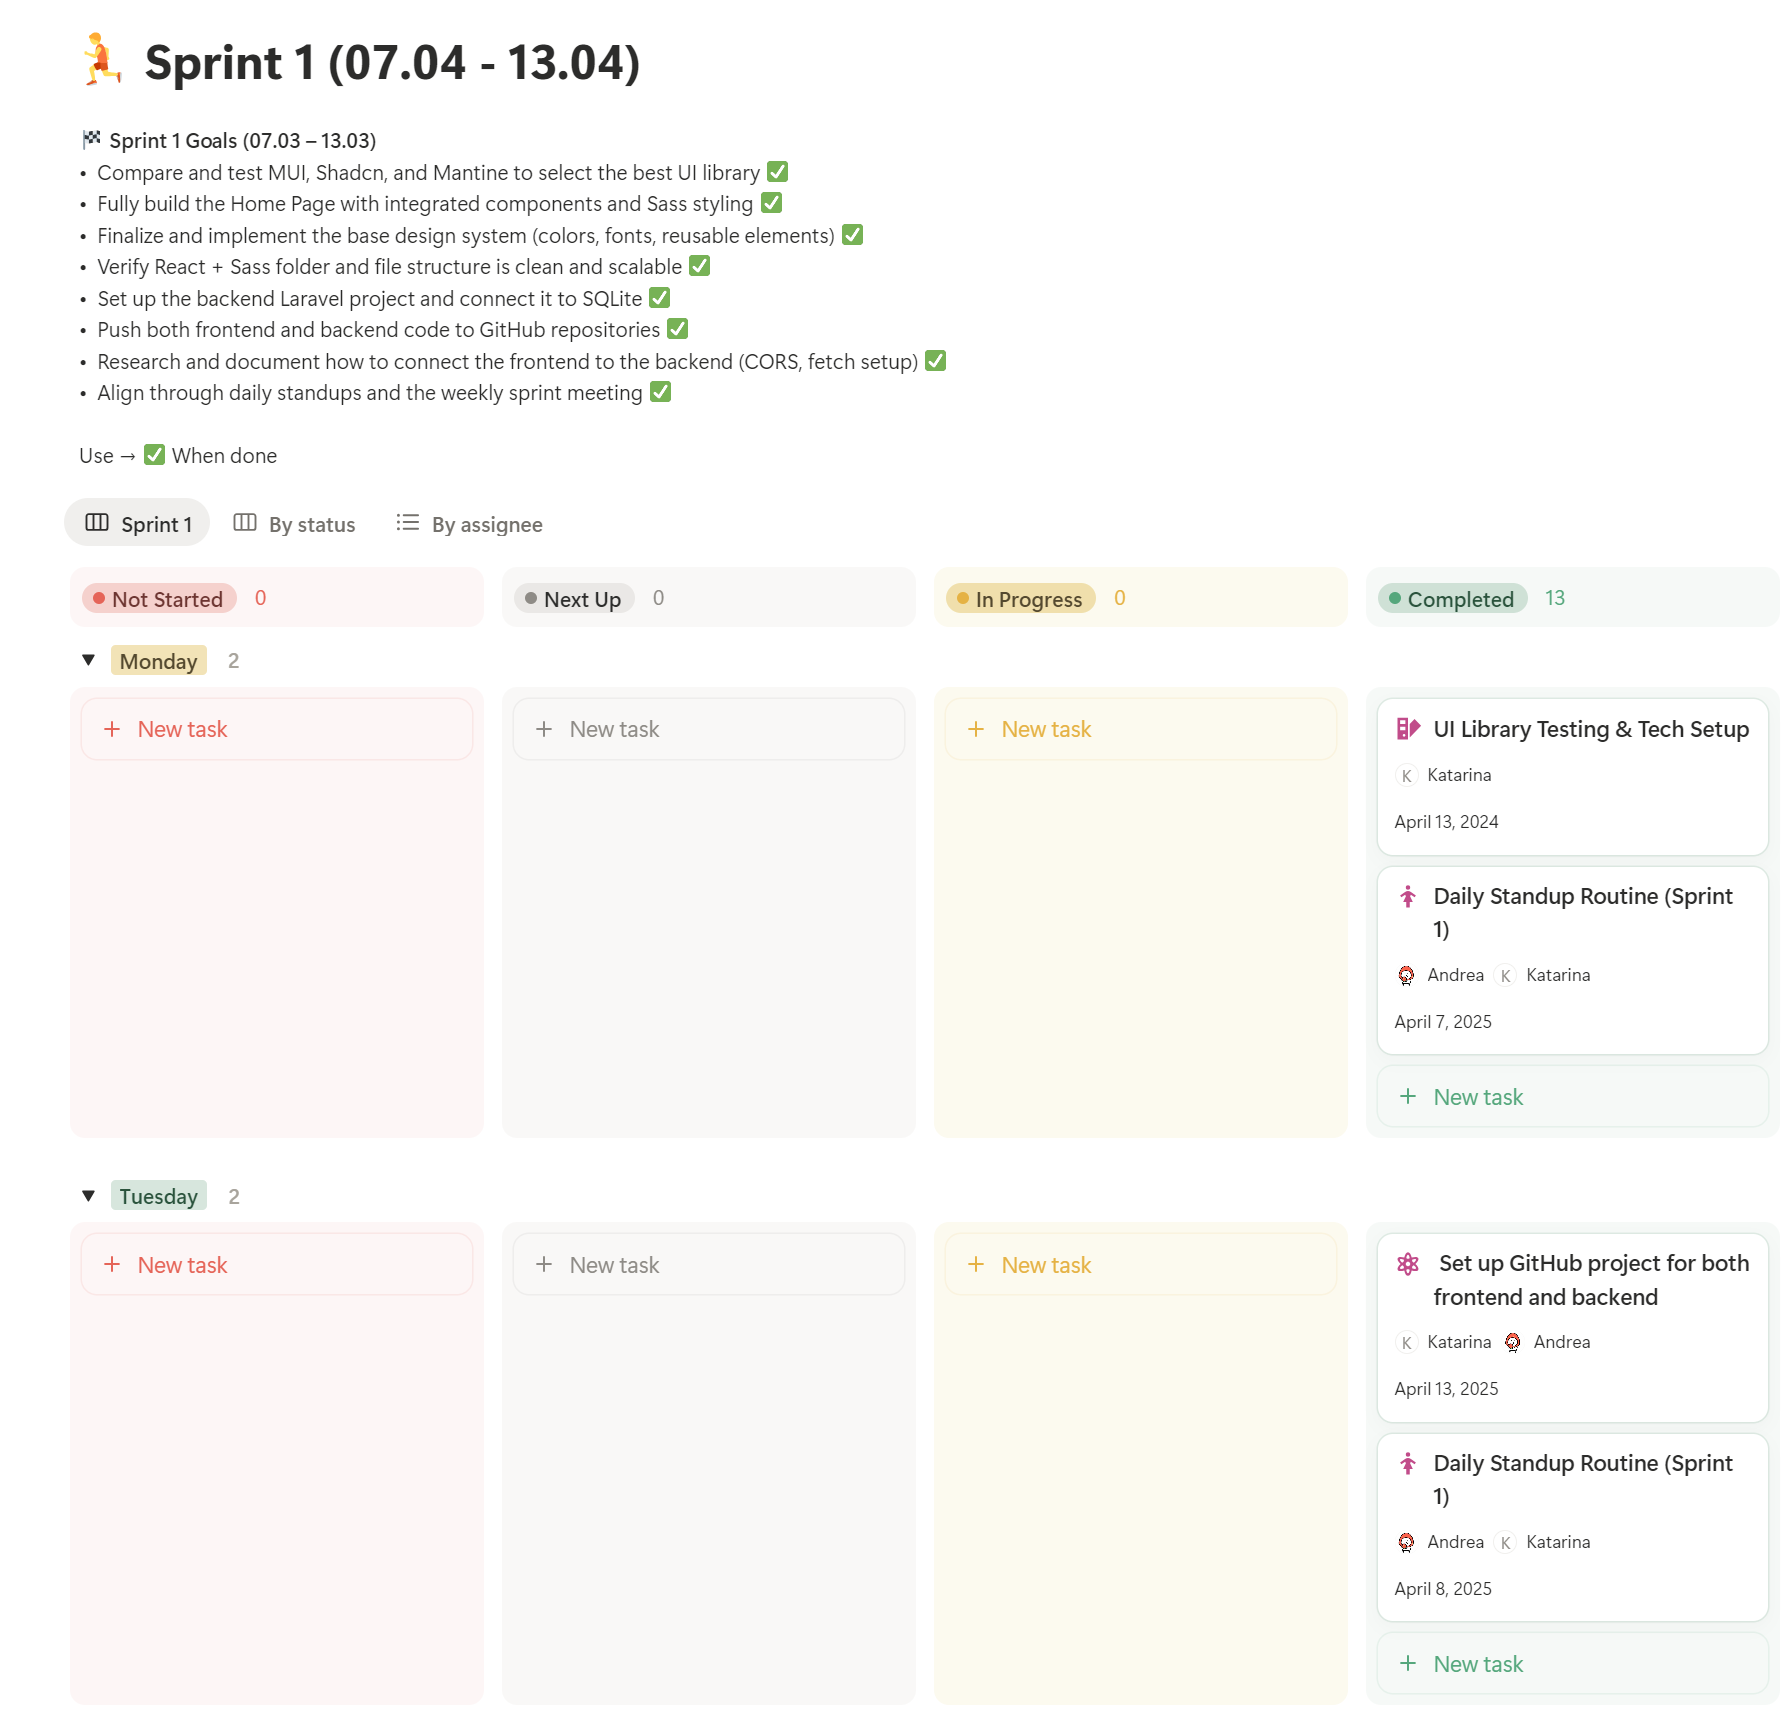 Sprint 1 (07.04 - 13.04)
Sprint 1 Goals (07.03 – 13.03)
• Compare and test MUI, Shadcn, and Mantine to select the best UI library ✅
• Fully build the Home Page with integrated components and Sass styling ✅
• Finalize and implement the base design system (colors, fonts, reusable elements) ✅
• Verify React + Sass folder and file structure is clean and scalable ✅
• Set up the backend Laravel project and connect it to SQLite ✅
• Push both frontend and backend code to GitHub repositories ✅
• Research and document how to connect the frontend to the backend (CORS, fetch setup) ✅
• Align through daily standups and the weekly sprint meeting ✅
Use → ✅ When done
Sprint 1 By status By assignee
Not Started 0 Next Up 0 In Progress 0 Completed 13
Monday 2
+ New task + New task + New task
UI Library Testing & Tech Setup
K Katarina
April 13, 2024
Daily Standup Routine (Sprint
1)
Andrea K Katarina
April 7, 2025
+ New task
Tuesday 2
+ New task + New task + New task
Set up GitHub project for both
frontend and backend
K Katarina Andrea
April 13, 2025
Daily Standup Routine (Sprint
1)
Andrea K Katarina
April 8, 2025
+ New task